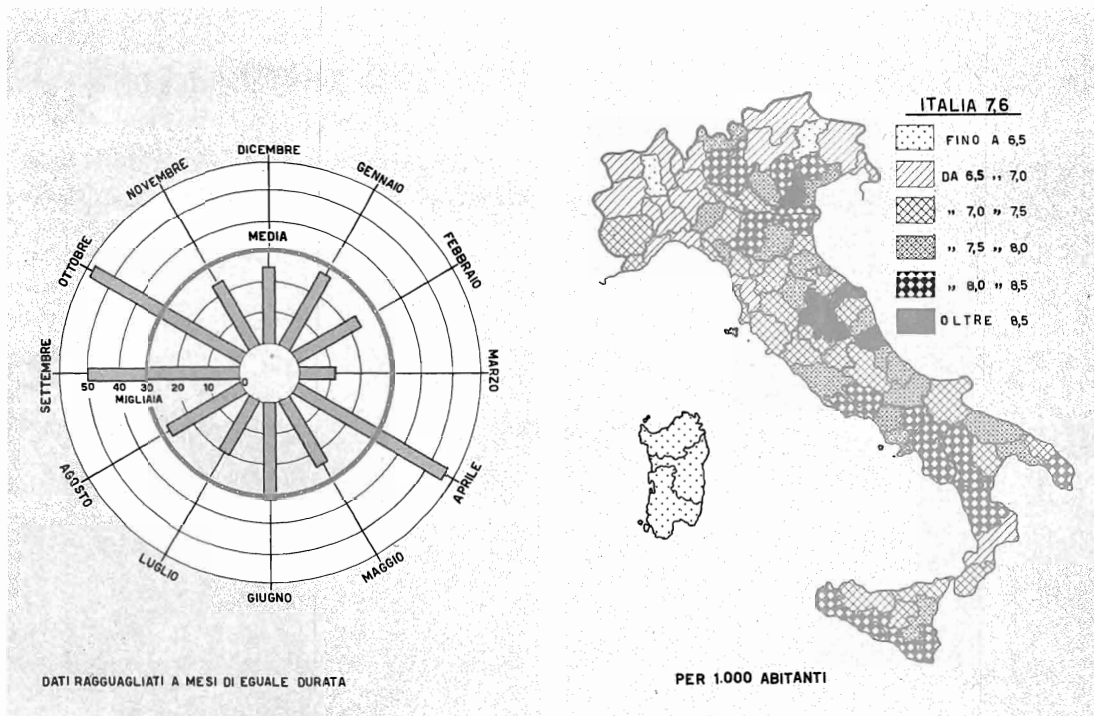 DICEMBRE
GENNAIO
FEBBRAIO
MARZO
APRILE
MAGGIO
GIUGNO
LUGLIO
AGOSTO
SETTEMBRE
OTTOBRE
NOVEMBRE
MEDIA
50 40 30 20 10 0
MIGLIAIA
DATI RAGGUAGLIATI A MESI DI EGUALE DURATA
ITALIA 7,6
FINO A 6,5
DA 6,5 „ 7,0
„ 7,0 „ 7,5
„ 7,5 „ 8,0
„ 8,0 „ 8,5
OLTRE 8,5
PER 1.000 ABITANTI